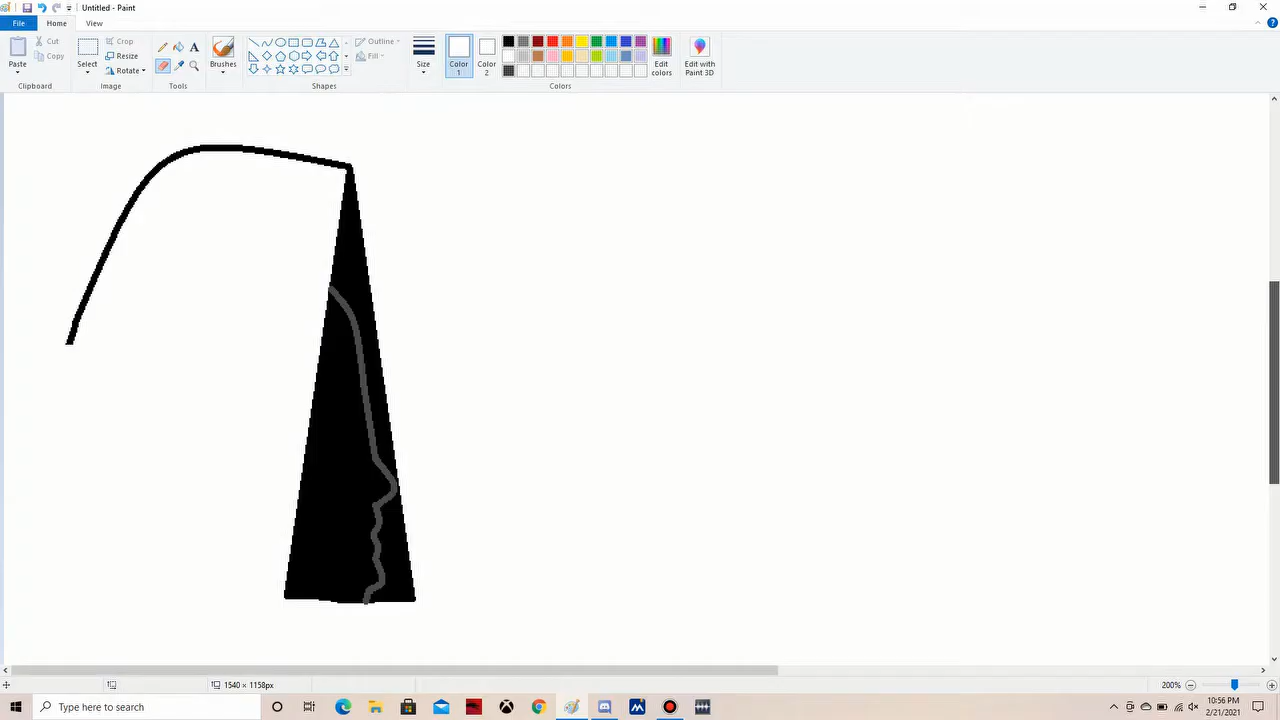 Untitled - Paint
File
Home
View
Paste
Cut
Copy
Clipboard
Select
Crop
Resize
Rotate
Image
A
Tools
Brushes
Outline
Fill
Shapes
Size
Color
1
Color
2
Edit
colors
Edit with
Paint 3D
Colors
1540 × 1158px
200%
Type here to search
10:56 PM
2/21/2021